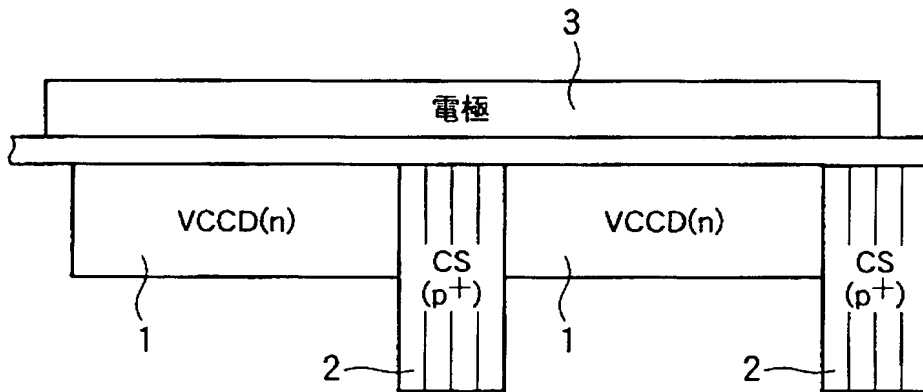 3
電極
VCCD(n)
VCCD(n)
CS
(p+)
CS
(p+)
1
2
1
2